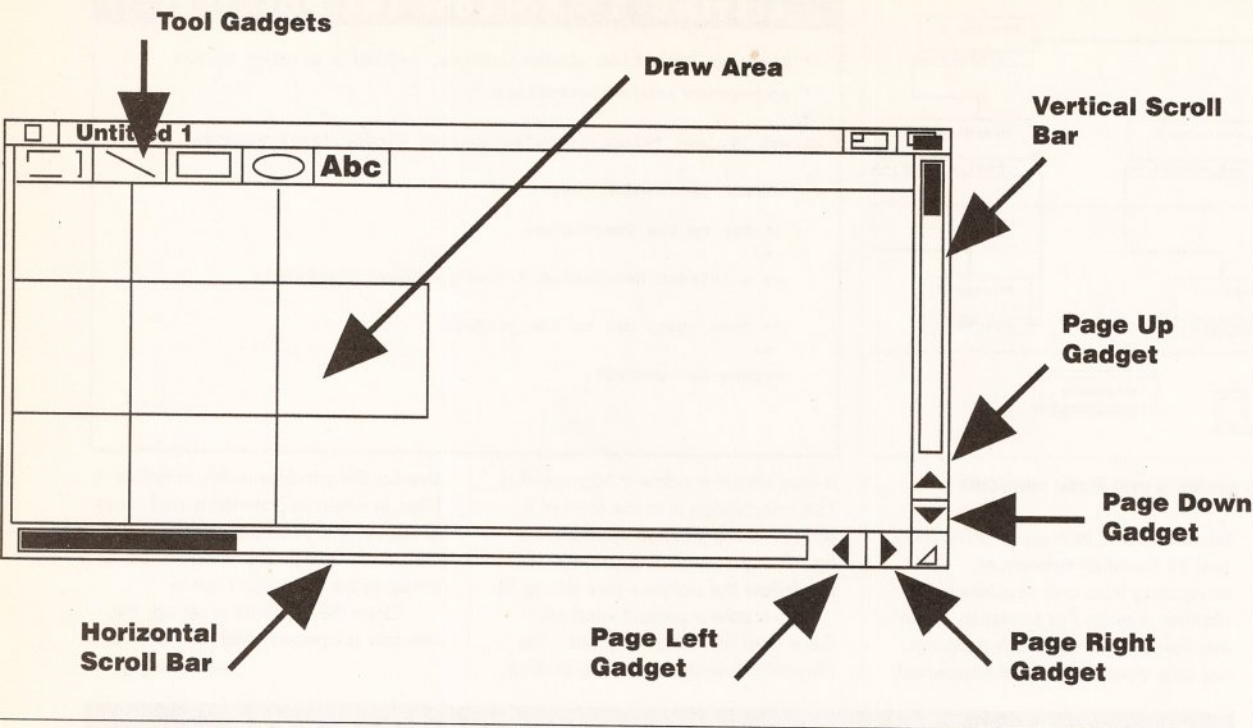 Tool Gadgets
Draw Area
Vertical Scroll
Bar
Untitled 1
Abc
Page Up
Gadget
Page Down
Gadget
Horizontal
Scroll Bar
Page Left
Gadget
Page Right
Gadget